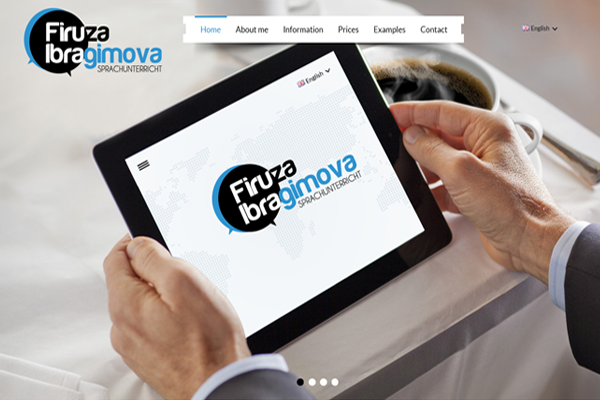 Firuza
Ibragimova
SPRACHUNTERRICHT
Home About me Information Prices Examples Contact
English
English
Firuza
Ibragimova
SPRACHUNTERRICHT